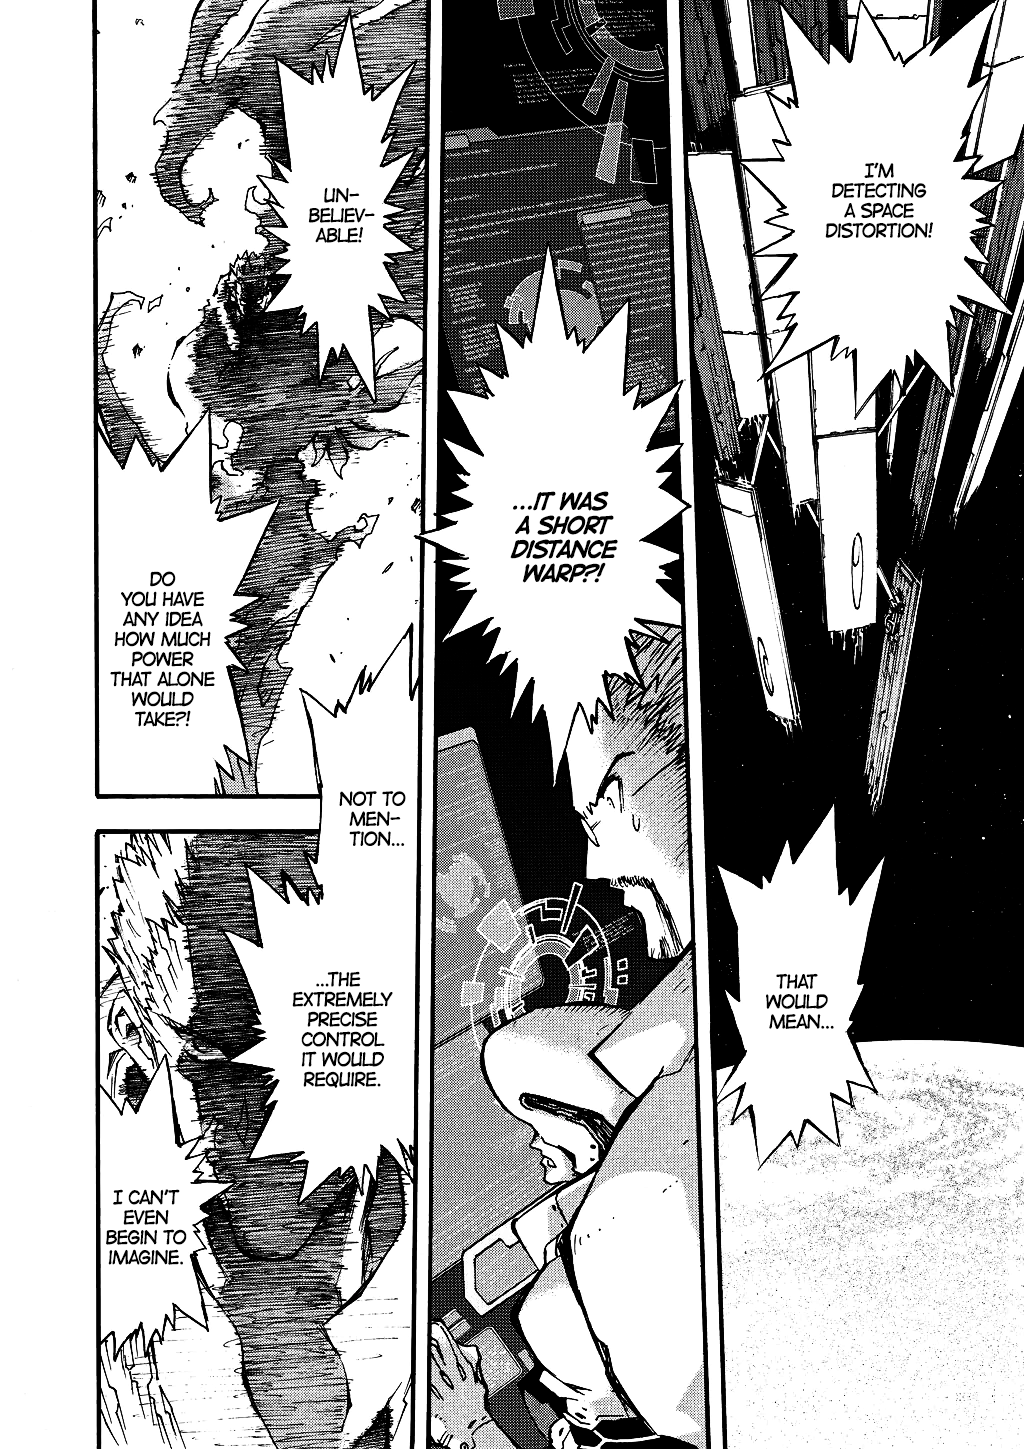 I'M
DETECTING
A SPACE
DISTORTION!
THAT
WOULD
MEAN...
...IT WAS
A SHORT
DISTANCE
WARP?!
UN-
BELIEV-
ABLE!
DO
YOU HAVE
ANY IDEA
HOW MUCH
POWER
THAT ALONE
WOULD
TAKE?!
NOT TO
MEN-
TION...
...THE
EXTREMELY
PRECISE
CONTROL
IT WOULD
REQUIRE.
I CAN'T
EVEN
BEGIN TO
IMAGINE.